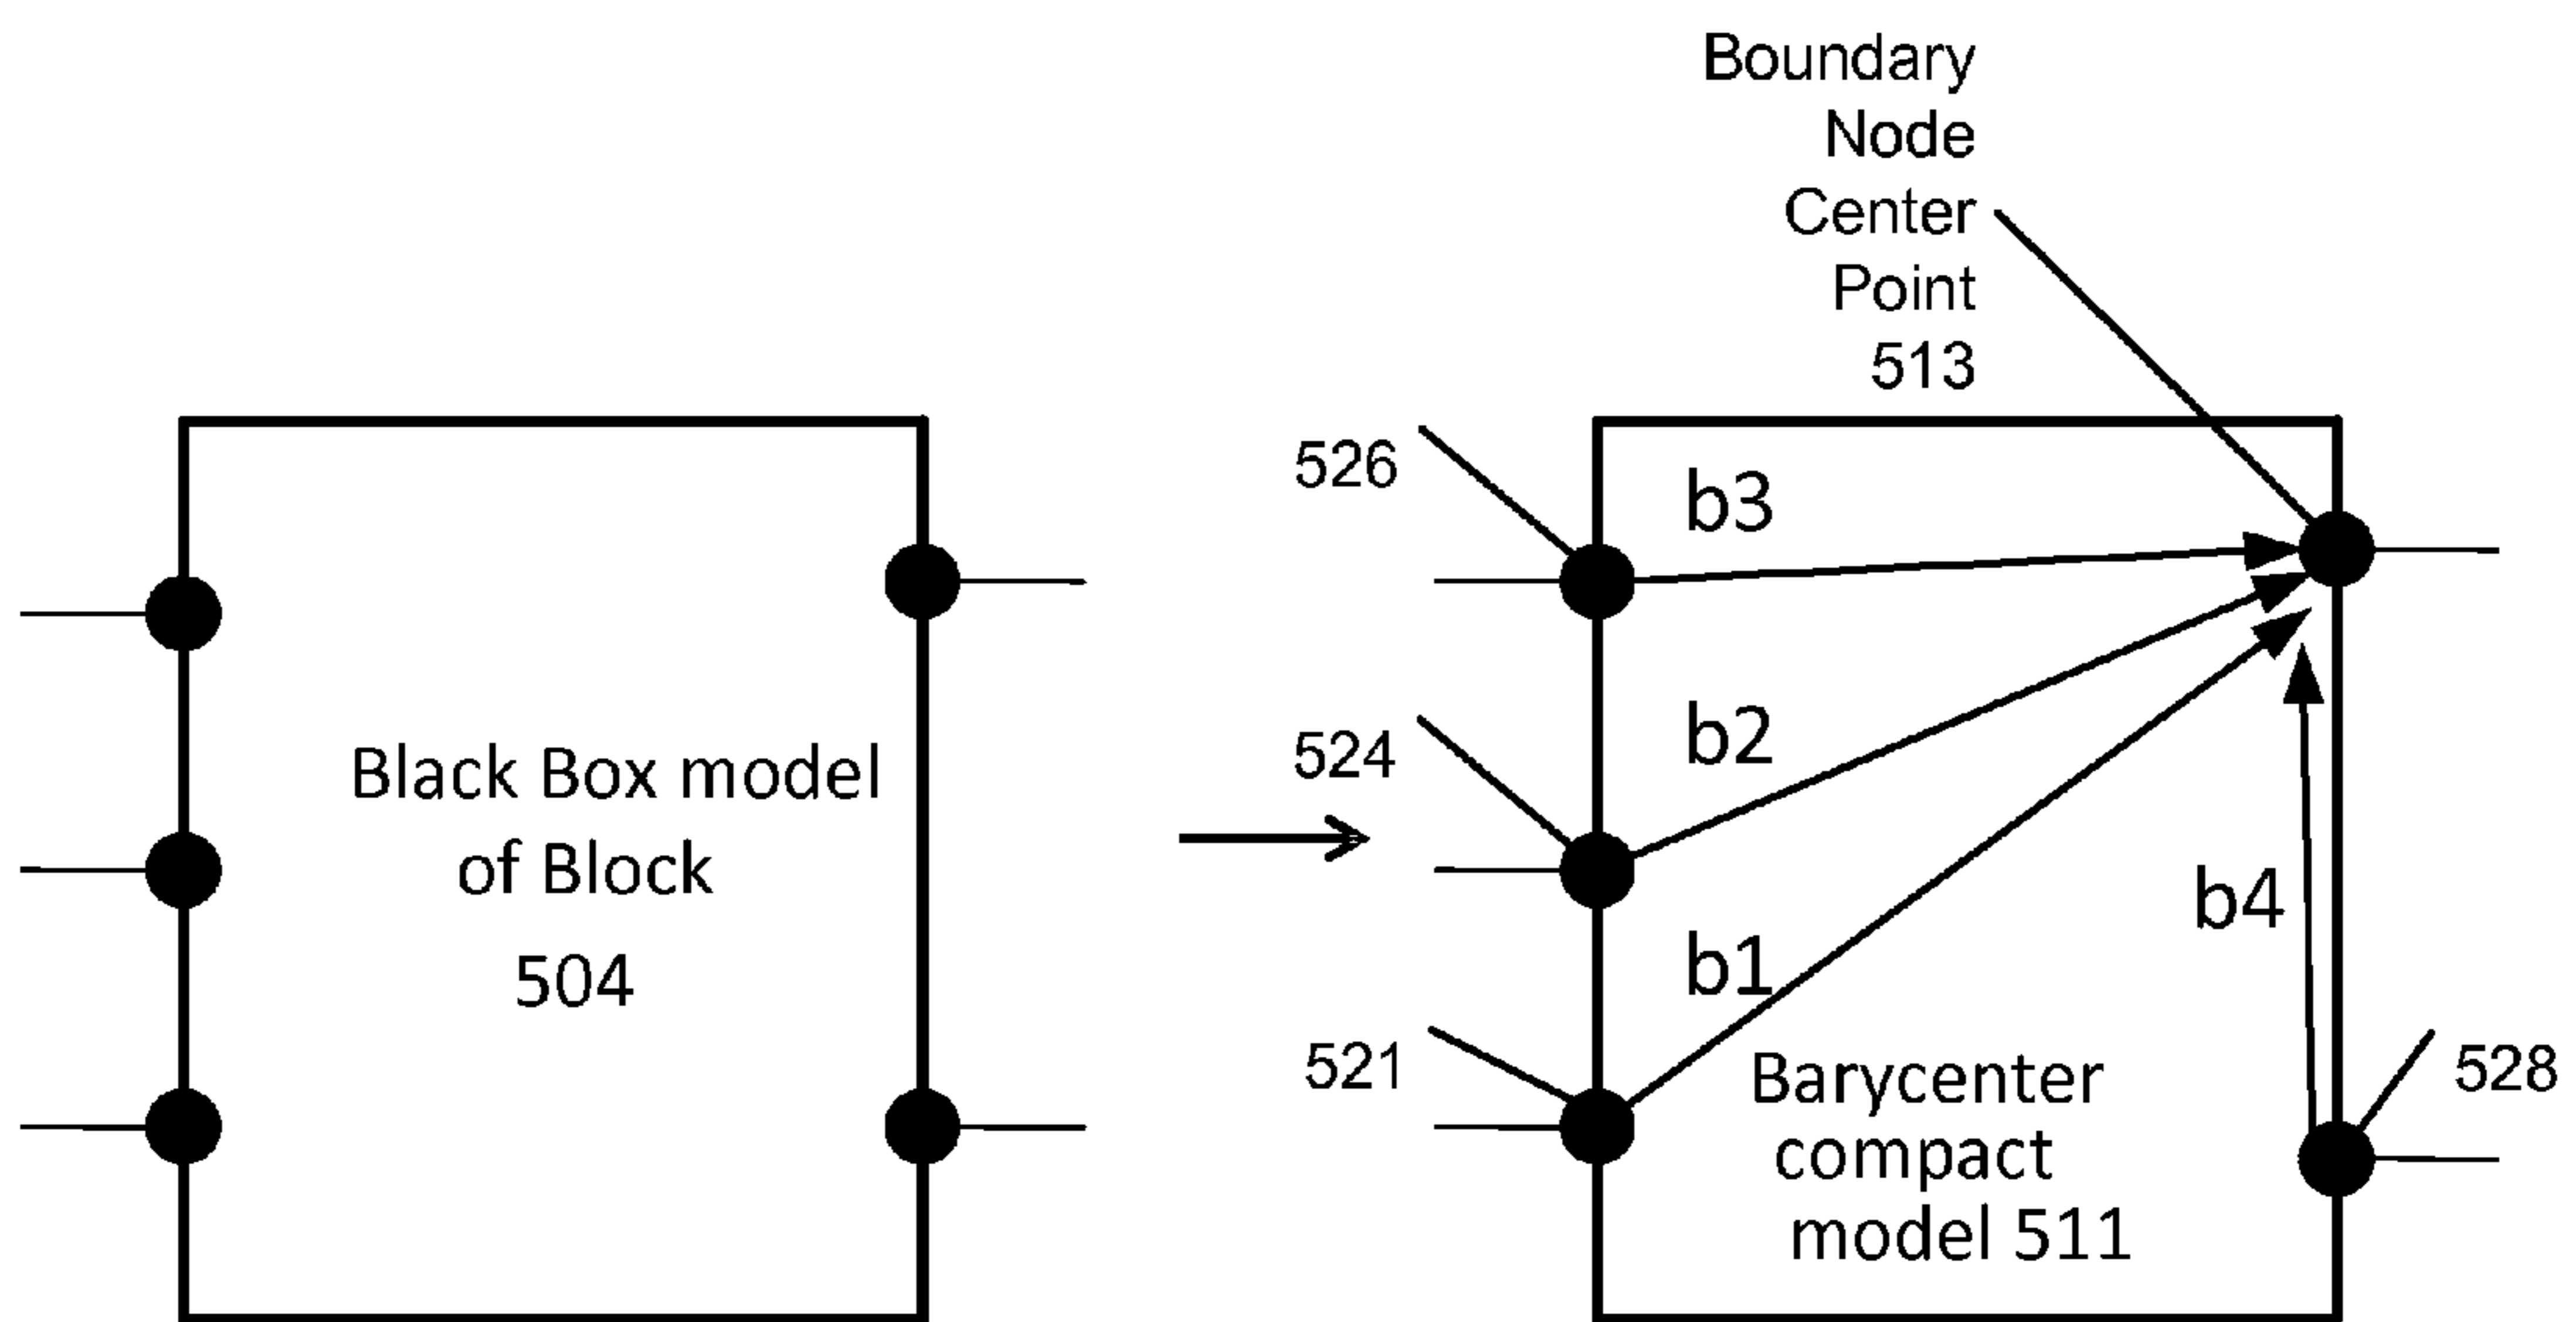 Boundary
Node
Center
Point
513
526
b3
524
b2
Black Box model
of Block
504
b4
b1
521
Barycenter
compact
model 511
528